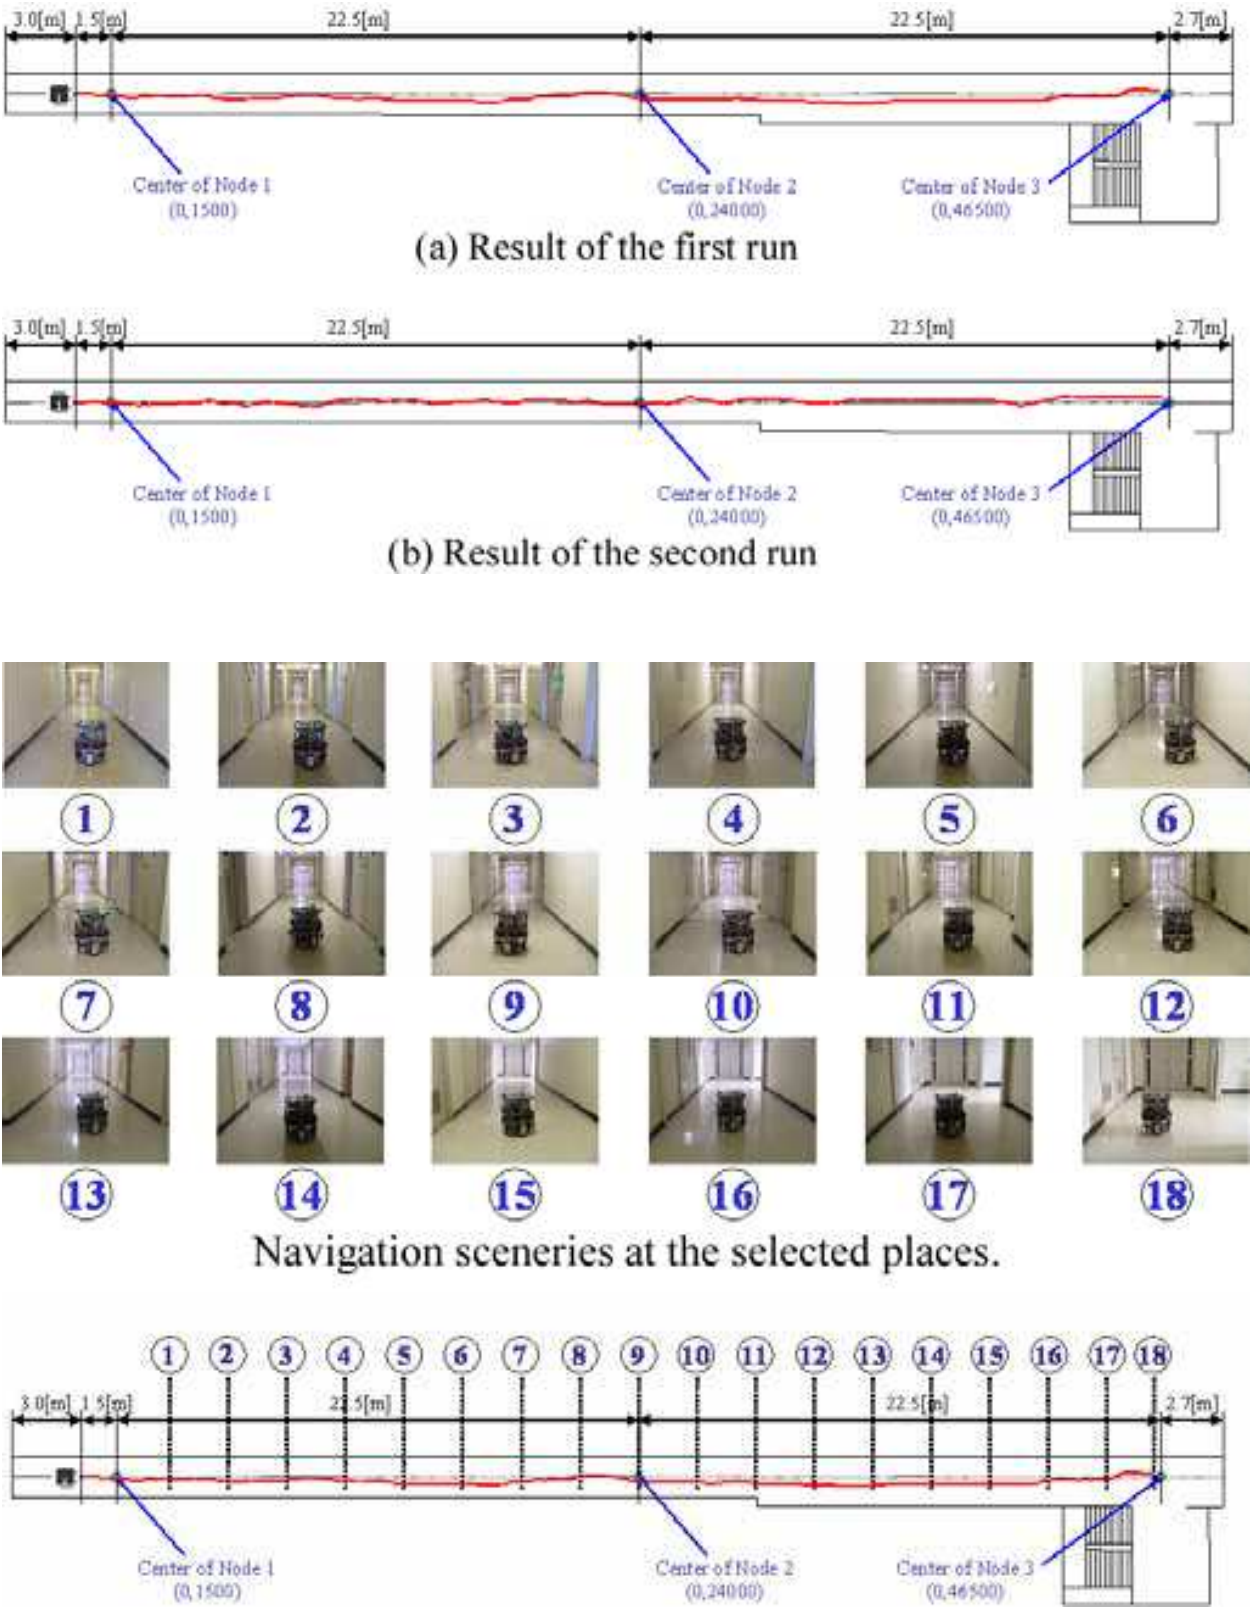 3.0[m] 1.5[m] 22.5[m] 22.5[m] 2.7[m]
Center of Node 1
(0,1500)
Center of Node 2
(0,24000)
Center of Node 3
(0,46500)
(a) Result of the first run
3.0[m] 1.5[m] 22.5[m] 22.5[m] 2.7[m]
Center of Node 1
(0,1500)
Center of Node 2
(0,24000)
Center of Node 3
(0,46500)
(b) Result of the second run
1 2 3 4 5 6
7 8 9 10 11 12
13 14 15 16 17 18
Navigation sceneries at the selected places.
1 2 3 4 5 6 7 8 9 10 11 12 13 14 15 16 17 18
3.0[m] 1.5[m] 22.5[m] 22.5[m] 2.7[m]
Center of Node 1
(0,1500)
Center of Node 2
(0,24000)
Center of Node 3
(0,46500)